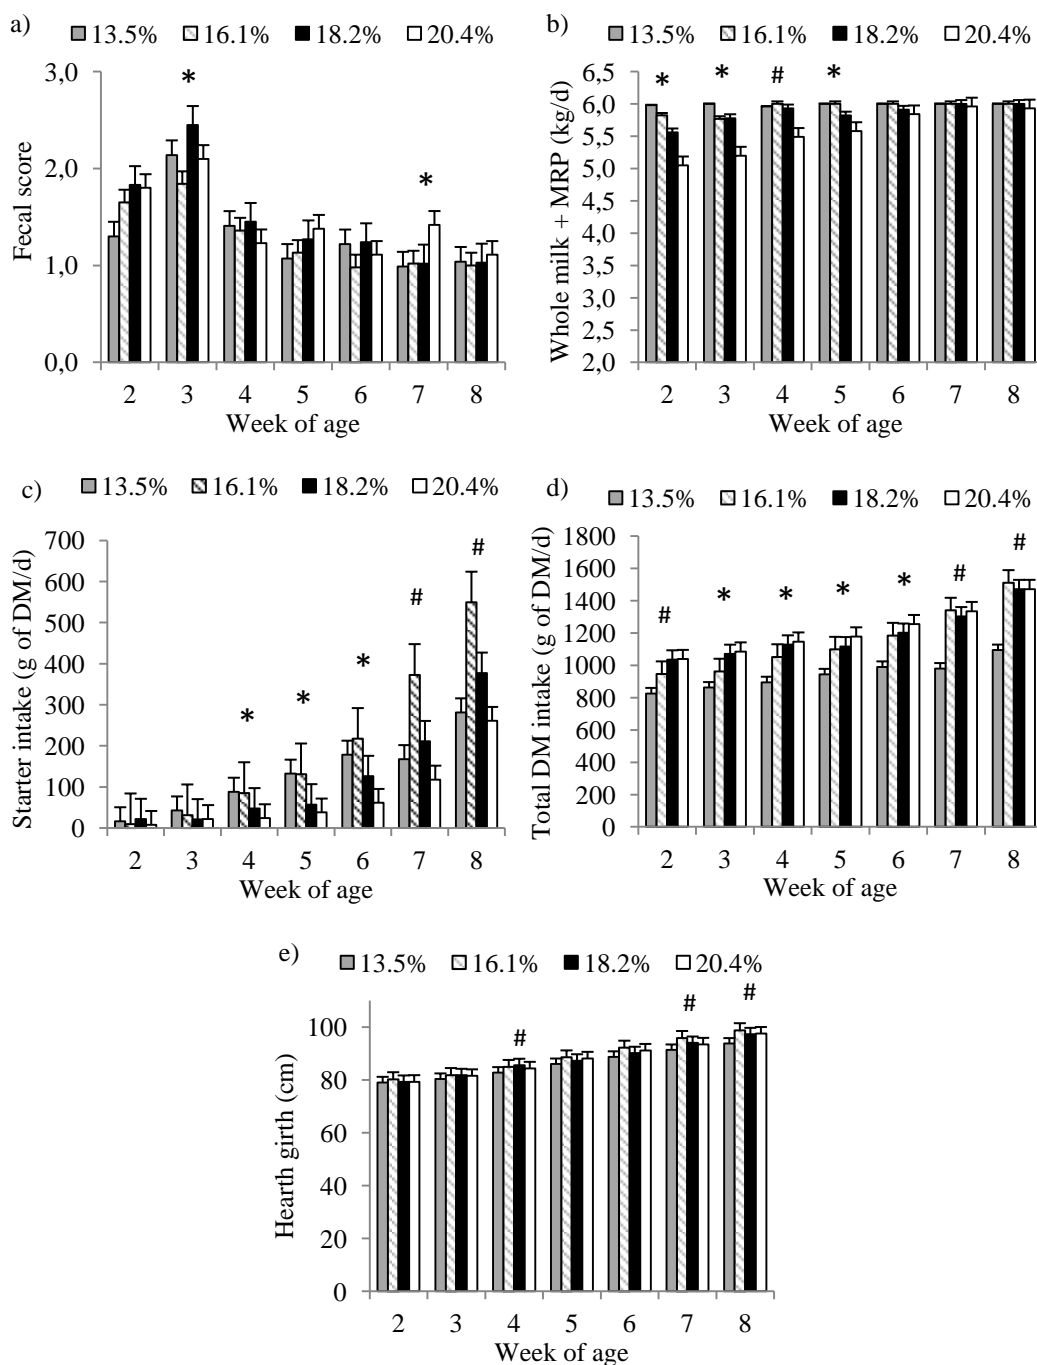 a)
13.5% 16.1% 18.2% 20.4%
3,0
2,0
1,0
0,0
Fecal score
* *
2 3 4 5 6 7 8
Week of age
b)
13.5% 16.1% 18.2% 20.4%
6,5
6,0
5,5
5,0
4,5
4,0
3,5
3,0
2,5
2,0
Whole milk + MRP (kg/d)
* * # *
2 3 4 5 6 7 8
Week of age
c)
13.5% 16.1% 18.2% 20.4%
700
600
500
400
300
200
100
0
Starter intake (g of DM/d)
* * * # #
2 3 4 5 6 7 8
Week of age
d)
13.5% 16.1% 18.2% 20.4%
1800
1600
1400
1200
1000
800
600
400
200
0
Total DM intake (g of DM/d)
# * * * * # #
2 3 4 5 6 7 8
Week of age
e)
13.5% 16.1% 18.2% 20.4%
100
80
60
40
20
0
Hearth girth (cm)
# # #
2 3 4 5 6 7 8
Week of age